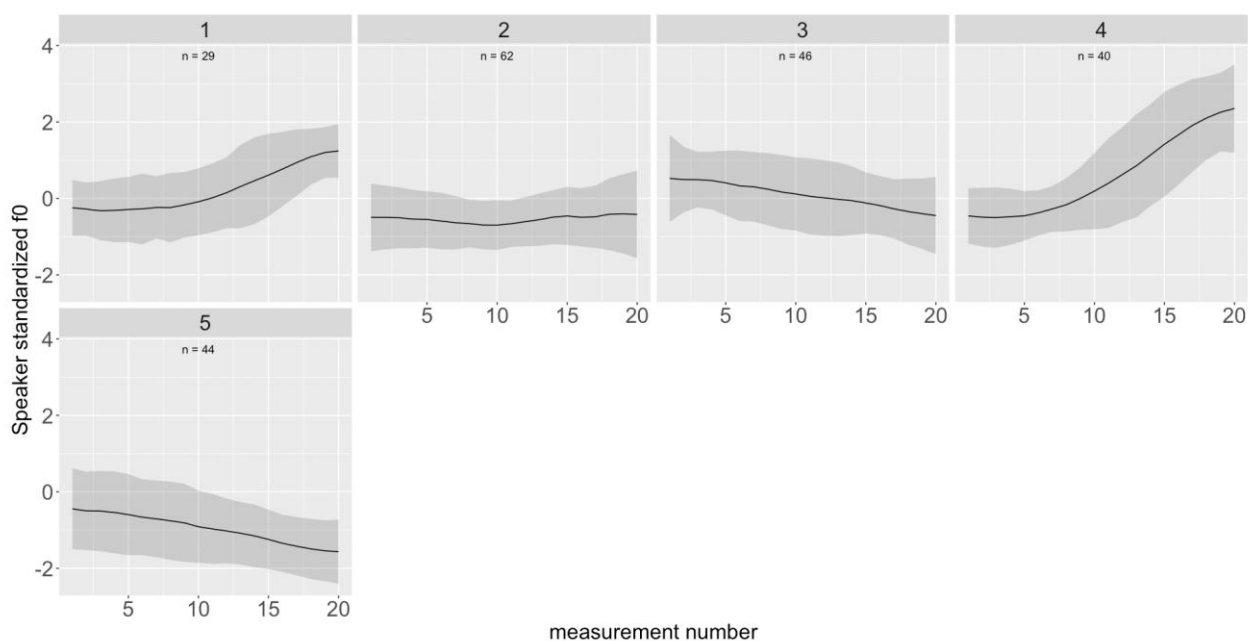 1 2 3 4
n = 29 n = 62 n = 46 n = 40
4
2
0
-2
5 10 15 20 5 10 15 20 5 10 15 20
5
n = 44
4
2
0
-2
5 10 15 20
Speaker standardized f0
measurement number